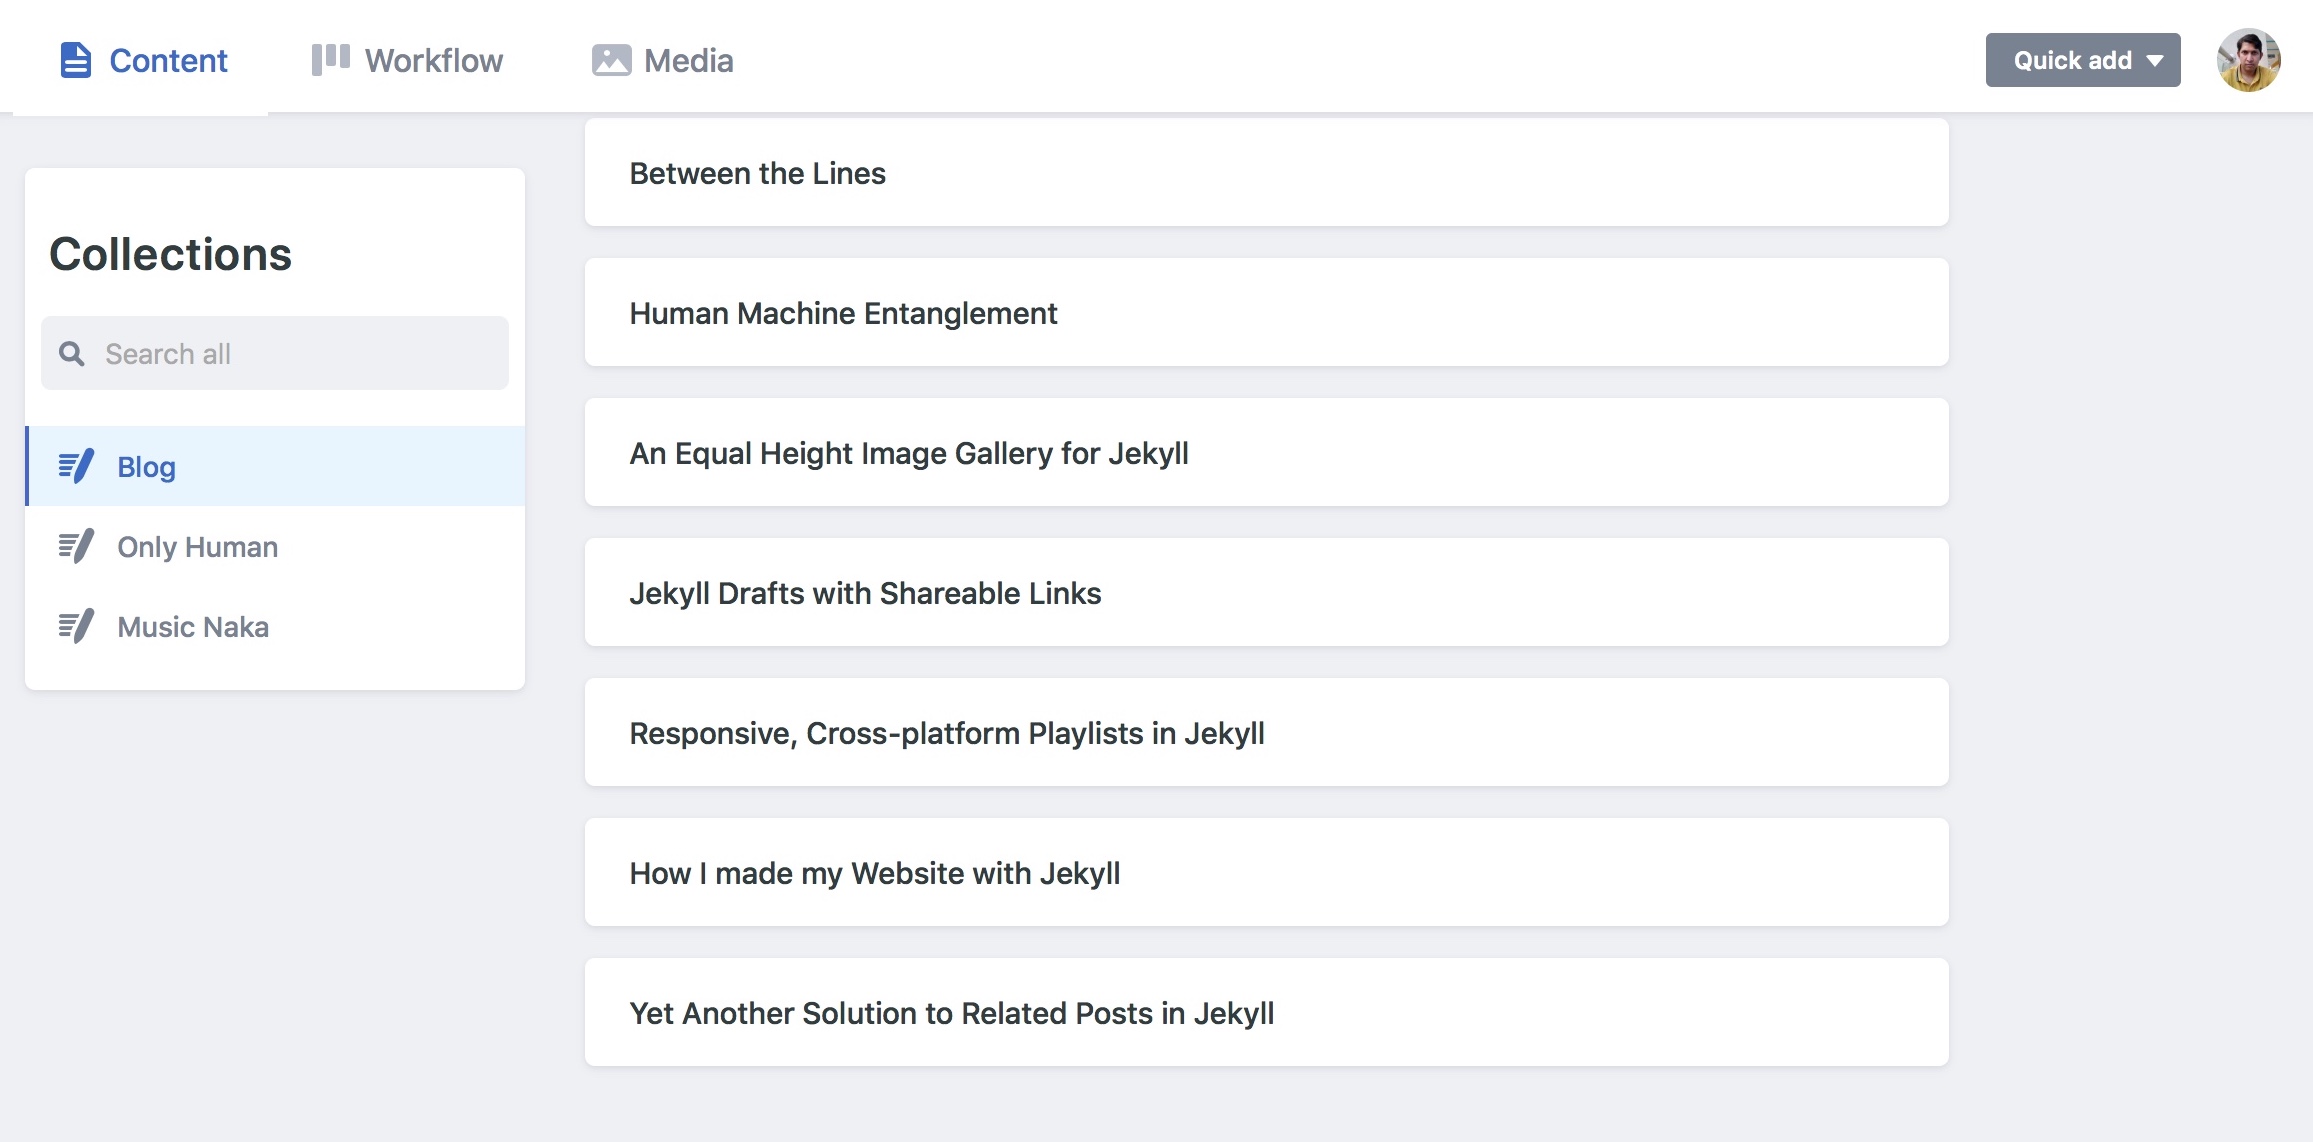 Content
Workflow
Media
Quick add
Collections
Search all
Blog
Only Human
Music Naka
Between the Lines
Human Machine Entanglement
An Equal Height Image Gallery for Jekyll
Jekyll Drafts with Shareable Links
Responsive, Cross-platform Playlists in Jekyll
How I made my Website with Jekyll
Yet Another Solution to Related Posts in Jekyll